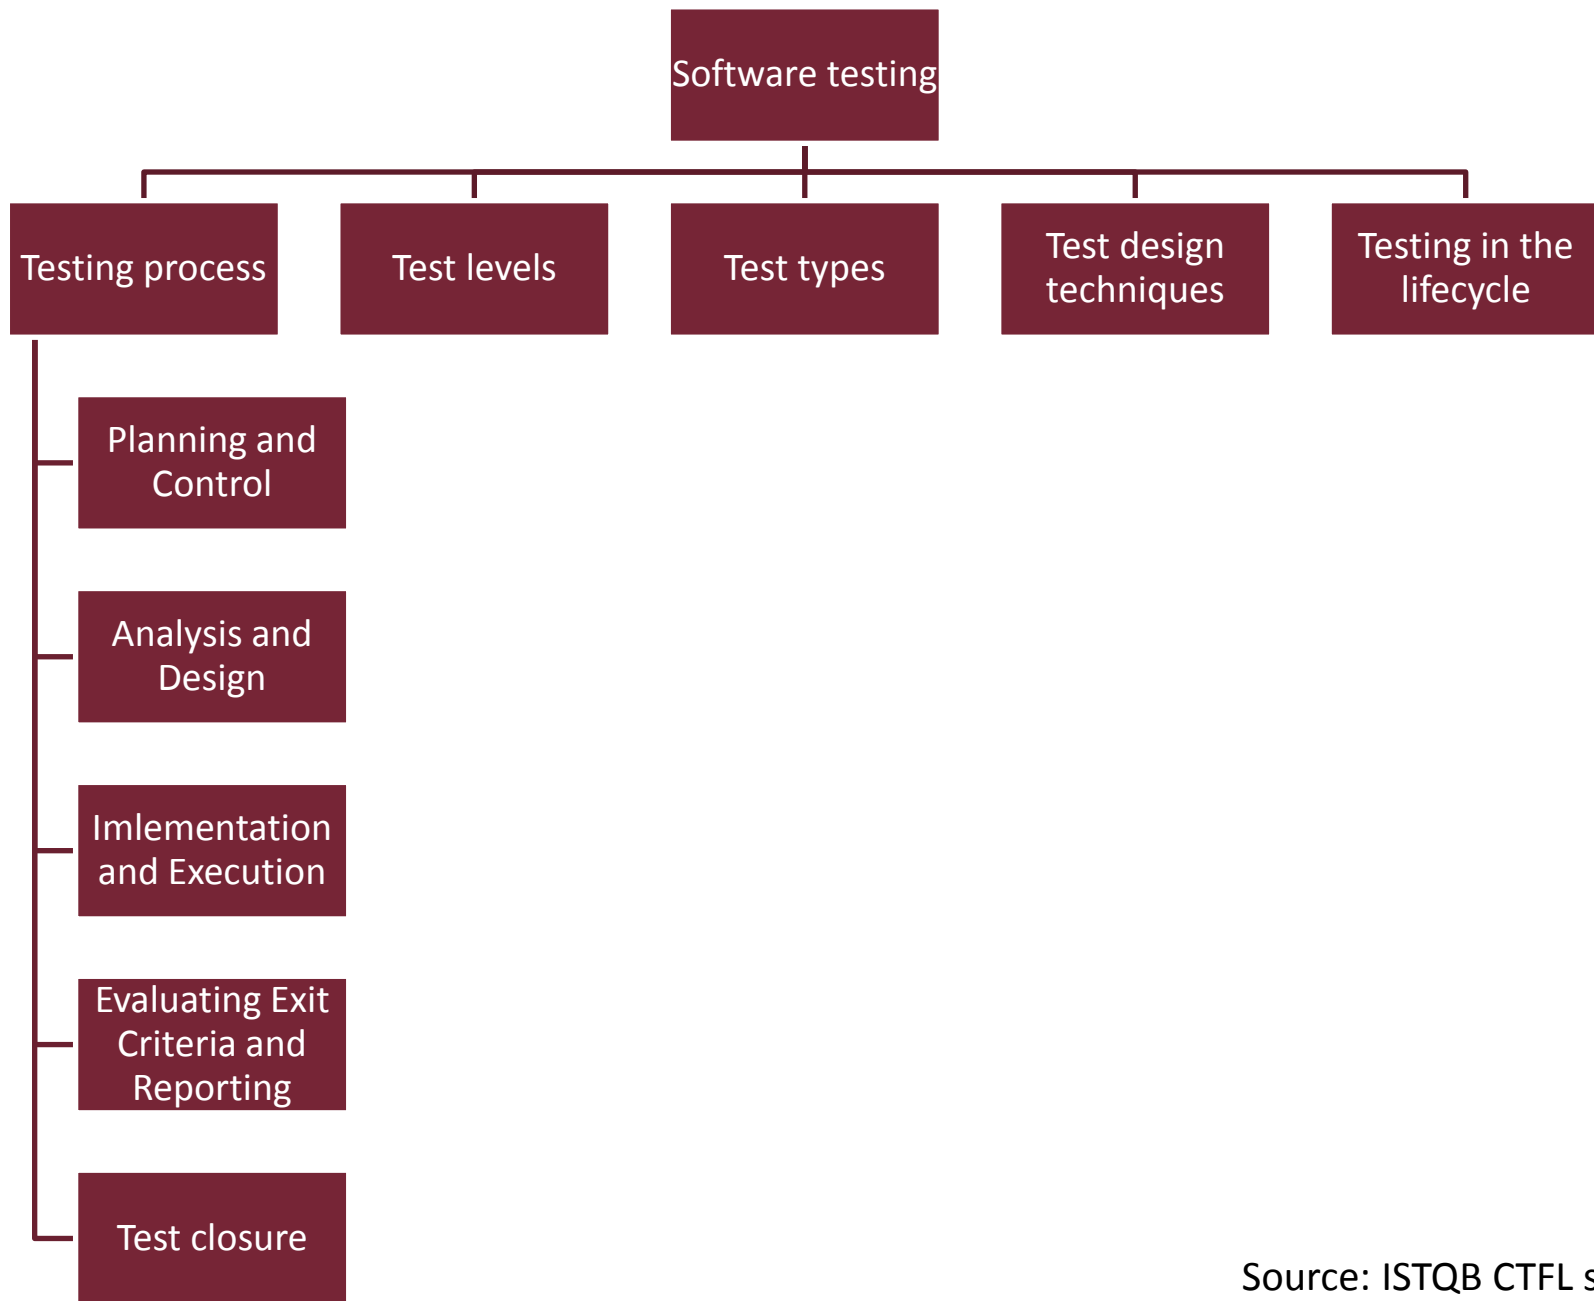 Software testing
Testing process
Test levels
Test types
Test design
techniques
Testing in the
lifecycle
Planning and
Control
Analysis and
Design
Imlementation
and Execution
Evaluating Exit
Criteria and
Reporting
Test closure
Source: ISTQB CTFL s